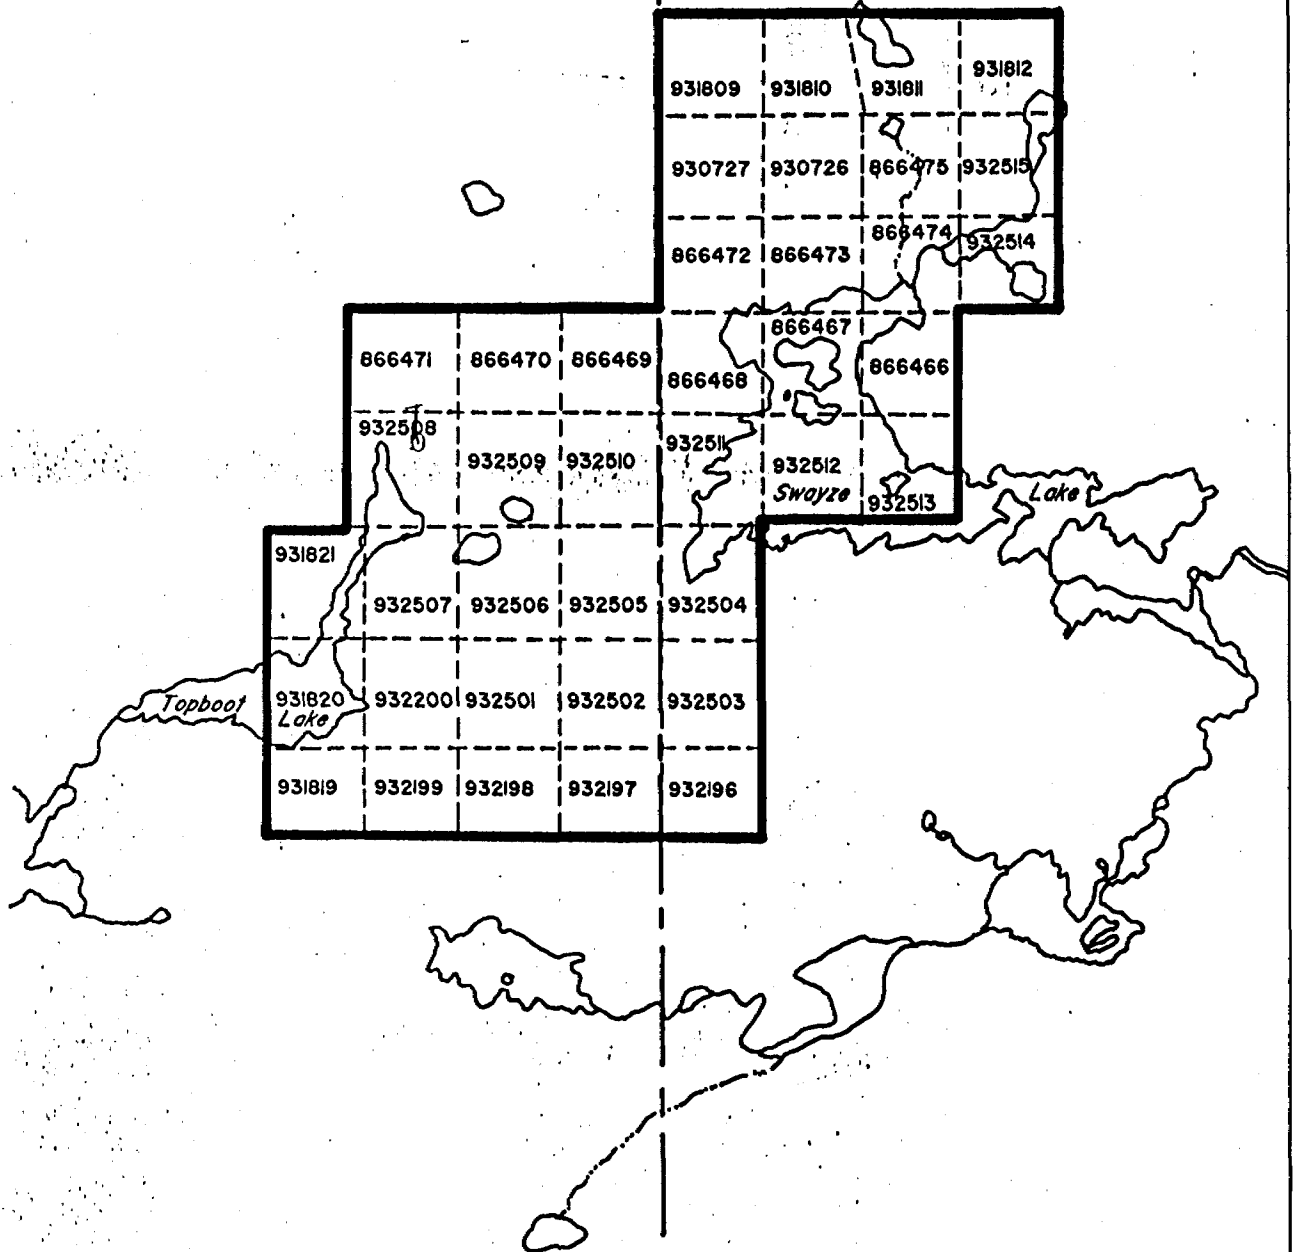 931809 931810 931811 931812
930727 930726 866475 932515
866472 866473 866474 932514
866471 866470 866469 866468 866467 866466
932508 932509 932510 932511 932512 932513
Swayze Lake
931821 932507 932506 932505 932504
Topboot 931820 932200 932501 932502 932503
Lake
931819 932199 932198 932197 932196